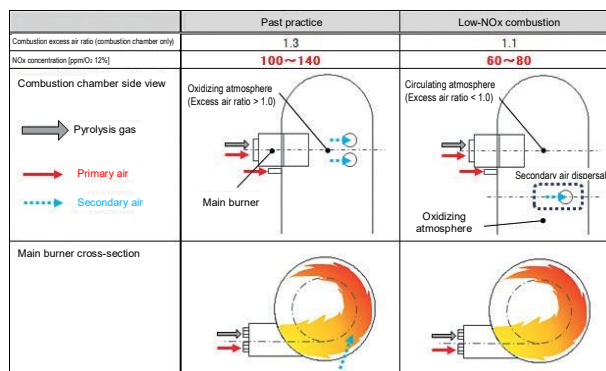 Past practice
Low-NOx combustion
Combustion excess air ratio (combustion chamber only)
1.3
1.1
NOx concentration [ppm/O2 12%]
100～140
60～80
Combustion chamber side view
Pyrolysis gas
Primary air
Secondary air
Oxidizing atmosphere
(Excess air ratio > 1.0)
Main burner
Circulating atmosphere
(Excess air ratio < 1.0)
Secondary air dispersal
Oxidizing
atmosphere
Main burner cross-section